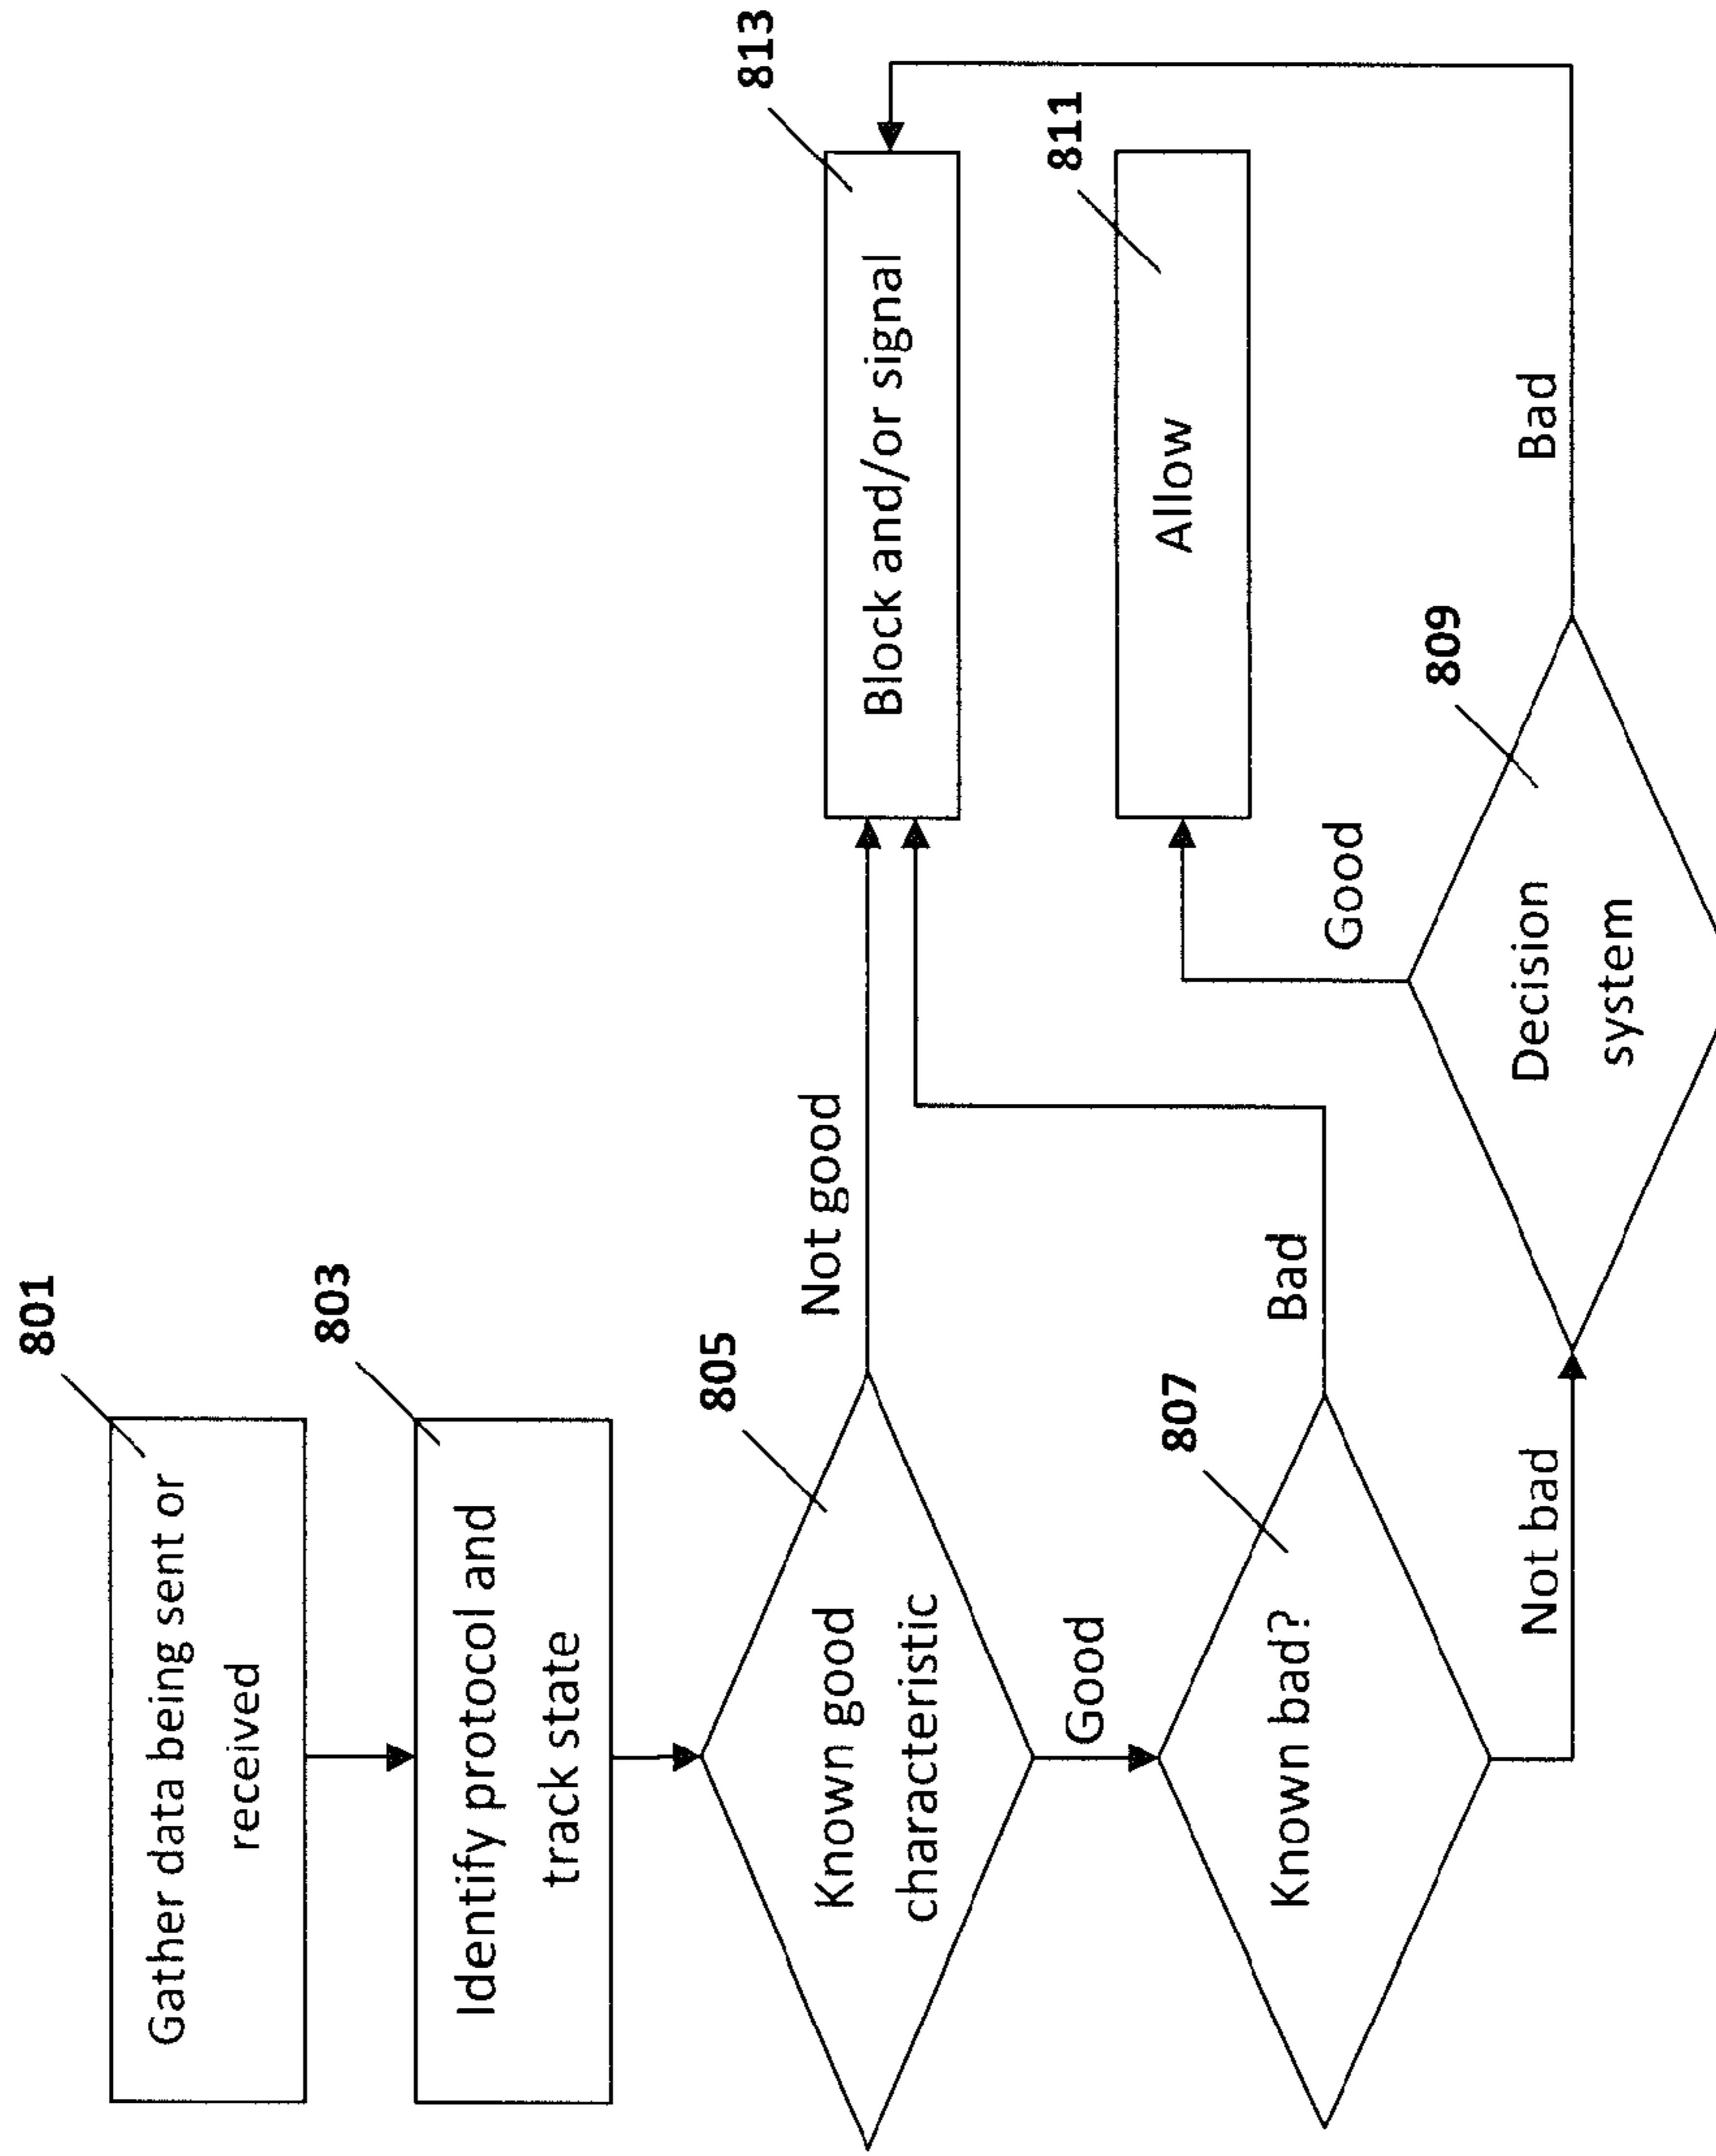 801
Gather data being sent or
received
803
Identify protocol and
track state
805
Known good
characteristic
Not good
813
Block and/or signal
Good
807
Known bad?
Bad
811
Allow
Not bad
Good
809
Decision
system
Bad